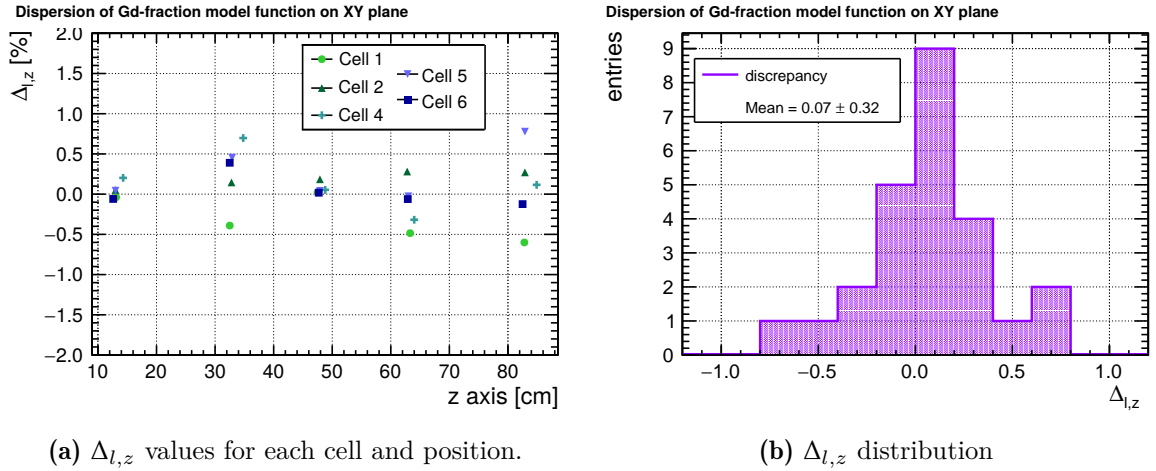 Dispersion of Gd-fraction model function on XY plane
Δl,z [%]
2.0
1.5
1.0
0.5
0.0
−0.5
−1.0
−1.5
−2.0
10 20 30 40 50 60 70 80
z axis [cm]
Cell 1
Cell 2
Cell 4
Cell 5
Cell 6
(a) Δl,z values for each cell and position.
Dispersion of Gd-fraction model function on XY plane
entries
9
8
7
6
5
4
3
2
1
0
−1.0 −0.5 0.0 0.5 1.0
Δl,z
discrepancy
Mean = 0.07 ± 0.32
(b) Δl,z distribution